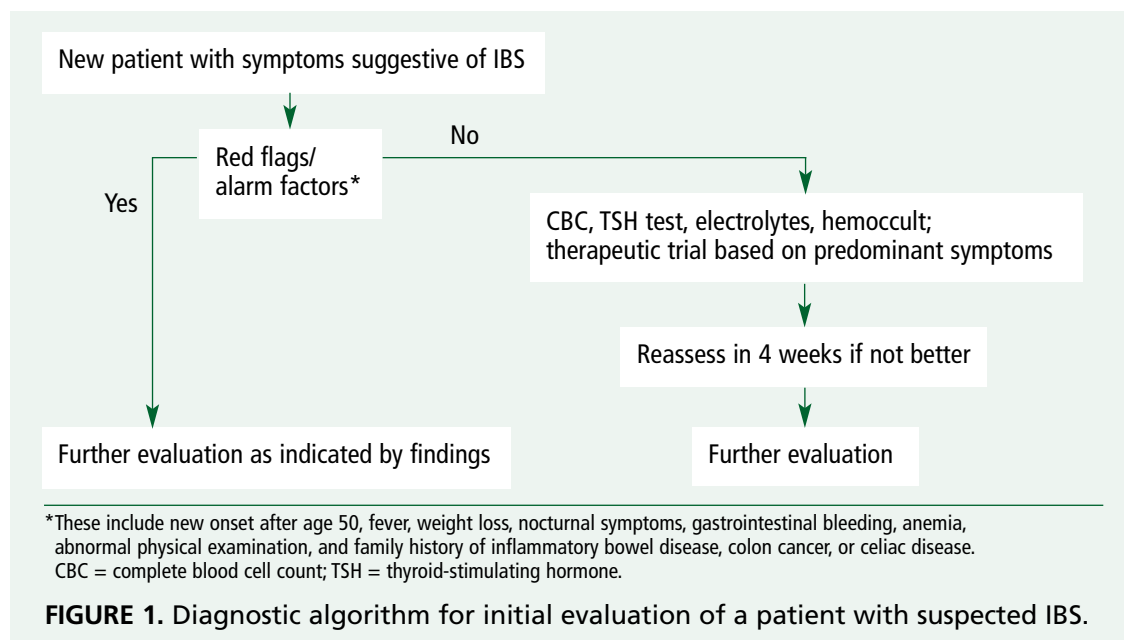 New patient with symptoms suggestive of IBS
Red flags/
alarm factors*
No
Yes
CBC, TSH test, electrolytes, hemoccult;
therapeutic trial based on predominant symptoms
Reassess in 4 weeks if not better
Further evaluation as indicated by findings
Further evaluation
*These include new onset after age 50, fever, weight loss, nocturnal symptoms, gastrointestinal bleeding, anemia,
abnormal physical examination, and family history of inflammatory bowel disease, colon cancer, or celiac disease.
CBC = complete blood cell count; TSH = thyroid-stimulating hormone.
FIGURE 1. Diagnostic algorithm for initial evaluation of a patient with suspected IBS.